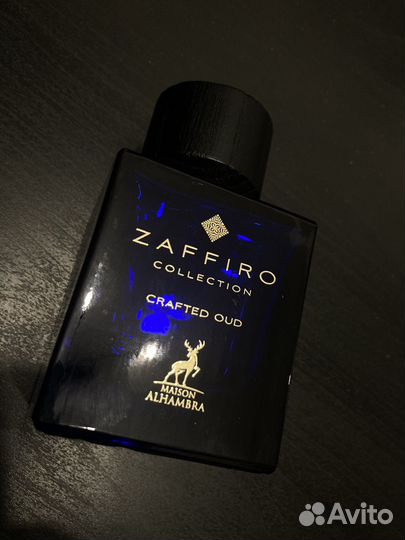 ZAFFIRO
COLLECTION
CRAFTED OUD
MAISON
ALHAMBRA
Avito